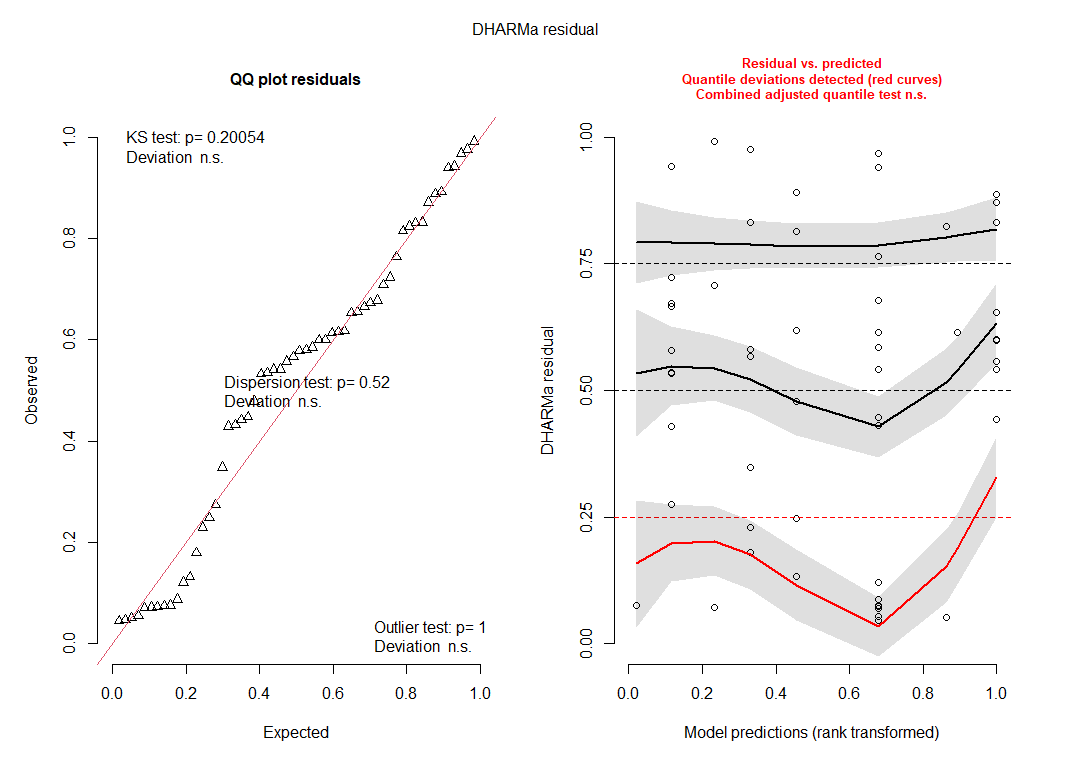 DHARMa residual
QQ plot residuals
KS test: p= 0.20054
Deviation n.s.
Dispersion test: p= 0.52
Deviation n.s.
Outlier test: p= 1
Deviation n.s.
Observed
0.0 0.2 0.4 0.6 0.8 1.0
0.0 0.2 0.4 0.6 0.8 1.0
Expected
Residual vs. predicted
Quantile deviations detected (red curves)
Combined adjusted quantile test n.s.
DHARMa residual
0.00 0.25 0.50 0.75 1.00
0.0 0.2 0.4 0.6 0.8 1.0
Model predictions (rank transformed)